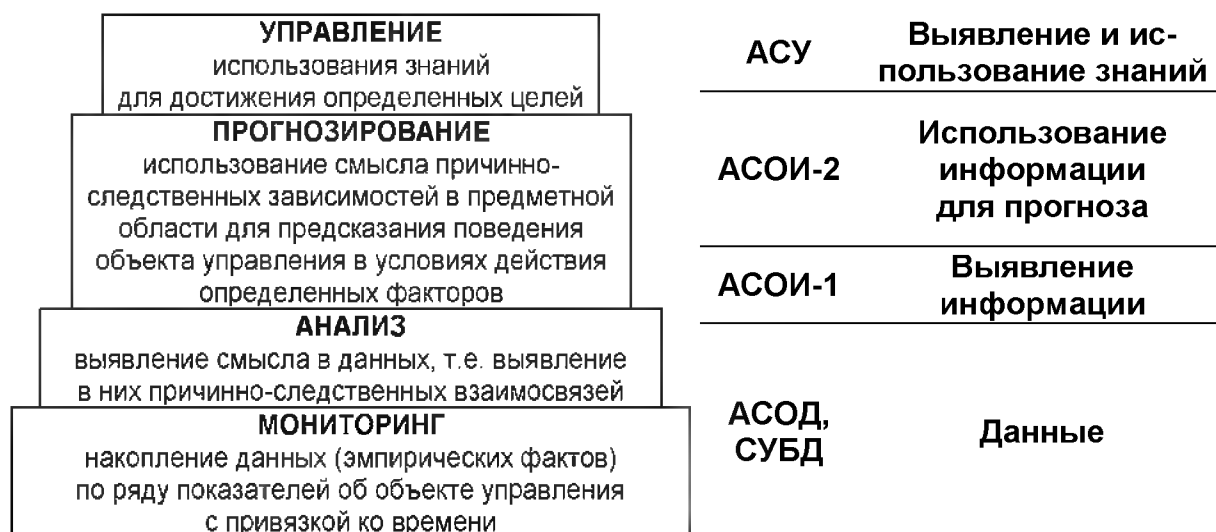 УПРАВЛЕНИЕ
использования знаний
для достижения определенных целей
ПРОГНОЗИРОВАНИЕ
использование смысла причинно-
следственных зависимостей в предметной
области для предсказания поведения
объекта управления в условиях действия
определенных факторов
АНАЛИЗ
выявление смысла в данных, т.е. выявление
в них причинно-следственных взаимосвязей
МОНИТОРИНГ
накопление данных (эмпирических фактов)
по ряду показателей об объекте управления
с привязкой ко времени
АСУ
Выявление и ис-
пользование знаний
АСОИ-2
Использование
информации
для прогноза
АСОИ-1
Выявление
информации
АСОД,
СУБД
Данные